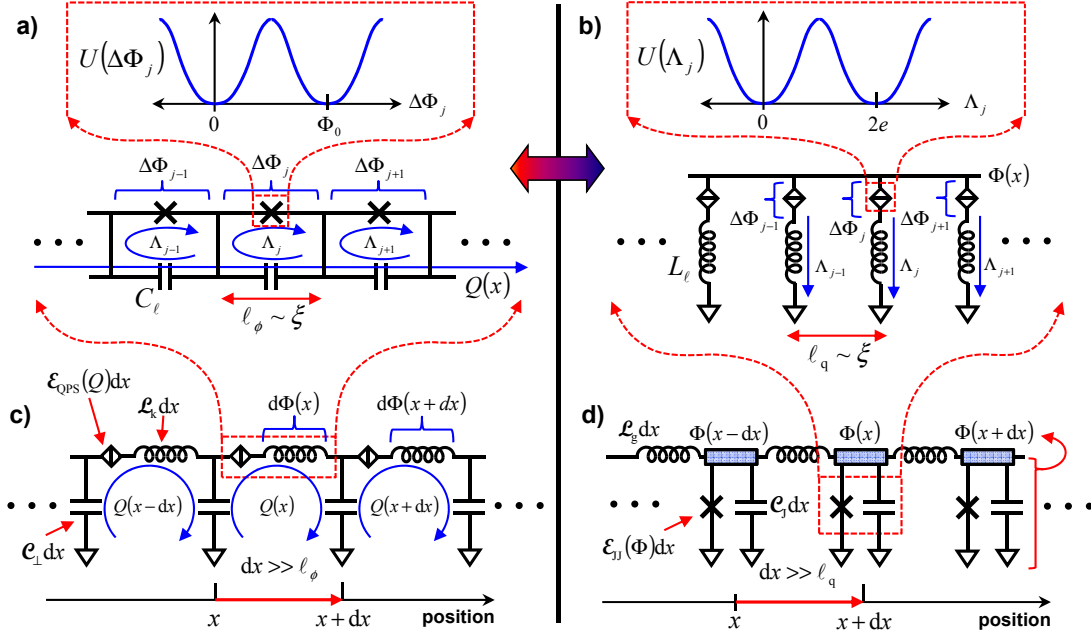 a)
U(ΔΦ_j)
ΔΦ_j
0
Φ_0
ΔΦ_{j-1}
ΔΦ_j
ΔΦ_{j+1}
Λ_{j-1}
Λ_j
Λ_{j+1}
C_ℓ
Q(x)
ℓ_ϕ ~ ξ
b)
U(Λ_j)
Λ_j
0
2e
Φ(x)
ΔΦ_{j-1}
ΔΦ_j
ΔΦ_{j+1}
L_ℓ
Λ_{j-1}
Λ_j
Λ_{j+1}
ℓ_q ~ ξ
c)
ℰ_QPS(Q)dx
ℒ_k dx
dΦ(x)
dΦ(x + dx)
Q(x − dx)
Q(x)
Q(x + dx)
𝒞_⊥ dx
dx >> ℓ_ϕ
x
x + dx
position
d)
ℒ_g dx
Φ(x − dx)
Φ(x)
Φ(x + dx)
𝒞_J dx
ℰ_JJ(Φ)dx
dx >> ℓ_q
x
x + dx
position